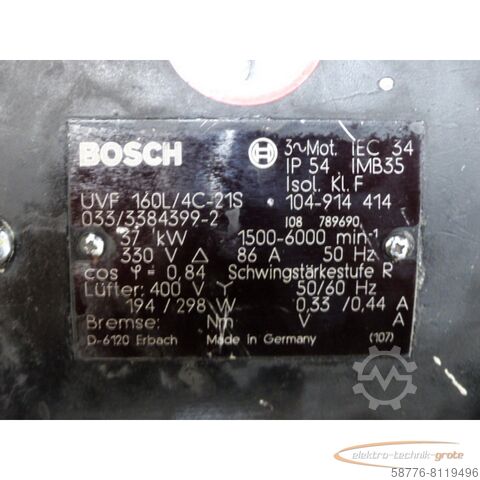 BOSCH 3~Mot. IEC 34
IP 54 IMB35
Isol. Kl. F
UVF 160L/4C-21S • 104-914 414
033/3384399-2 108 789690
37 kW 1500-6000 min⁻¹
330 V Δ 86 A 50 Hz
cos φ = 0,84 Schwingstärkestufe R
Lüfter: 400 V Y 50/60 Hz
194 / 298 W 0,33 / 0,44 A
Bremse: Nm V A
D-6120 Erbach Made in Germany (107)
MACHINESEEKER
elektro-technik-grote
58776-8119496